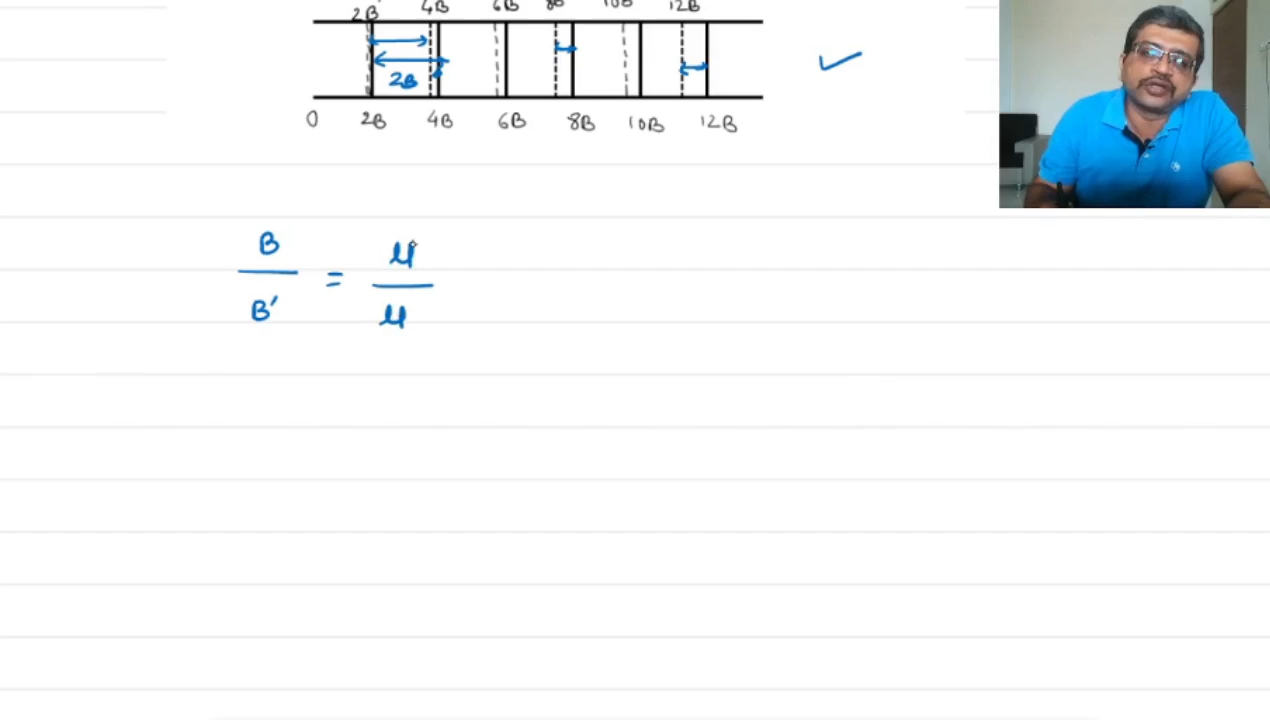 2B' 4B 6B 8B 10B 12B
2B
0 2B 4B 6B 8B 10B 12B
B μ
= 
B' μ